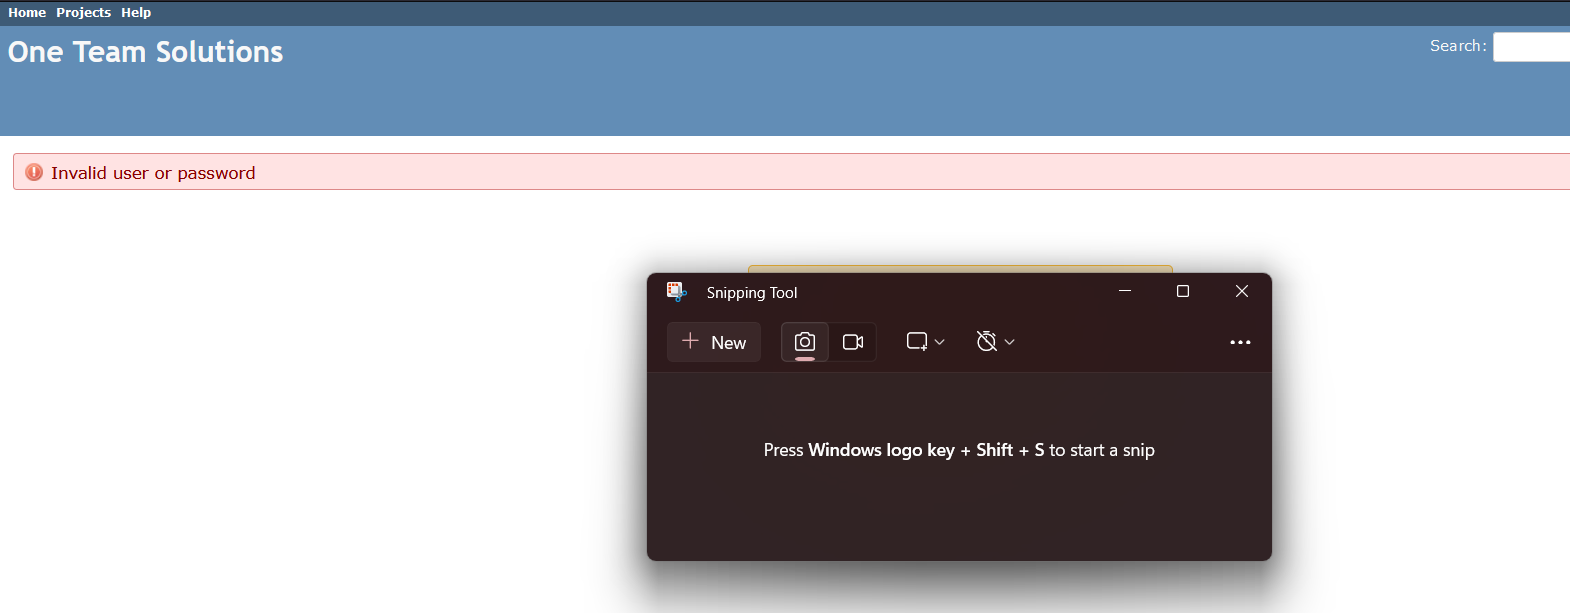 Home Projects Help
One Team Solutions
Search:
Invalid user or password
Snipping Tool
New
Press Windows logo key + Shift + S to start a snip